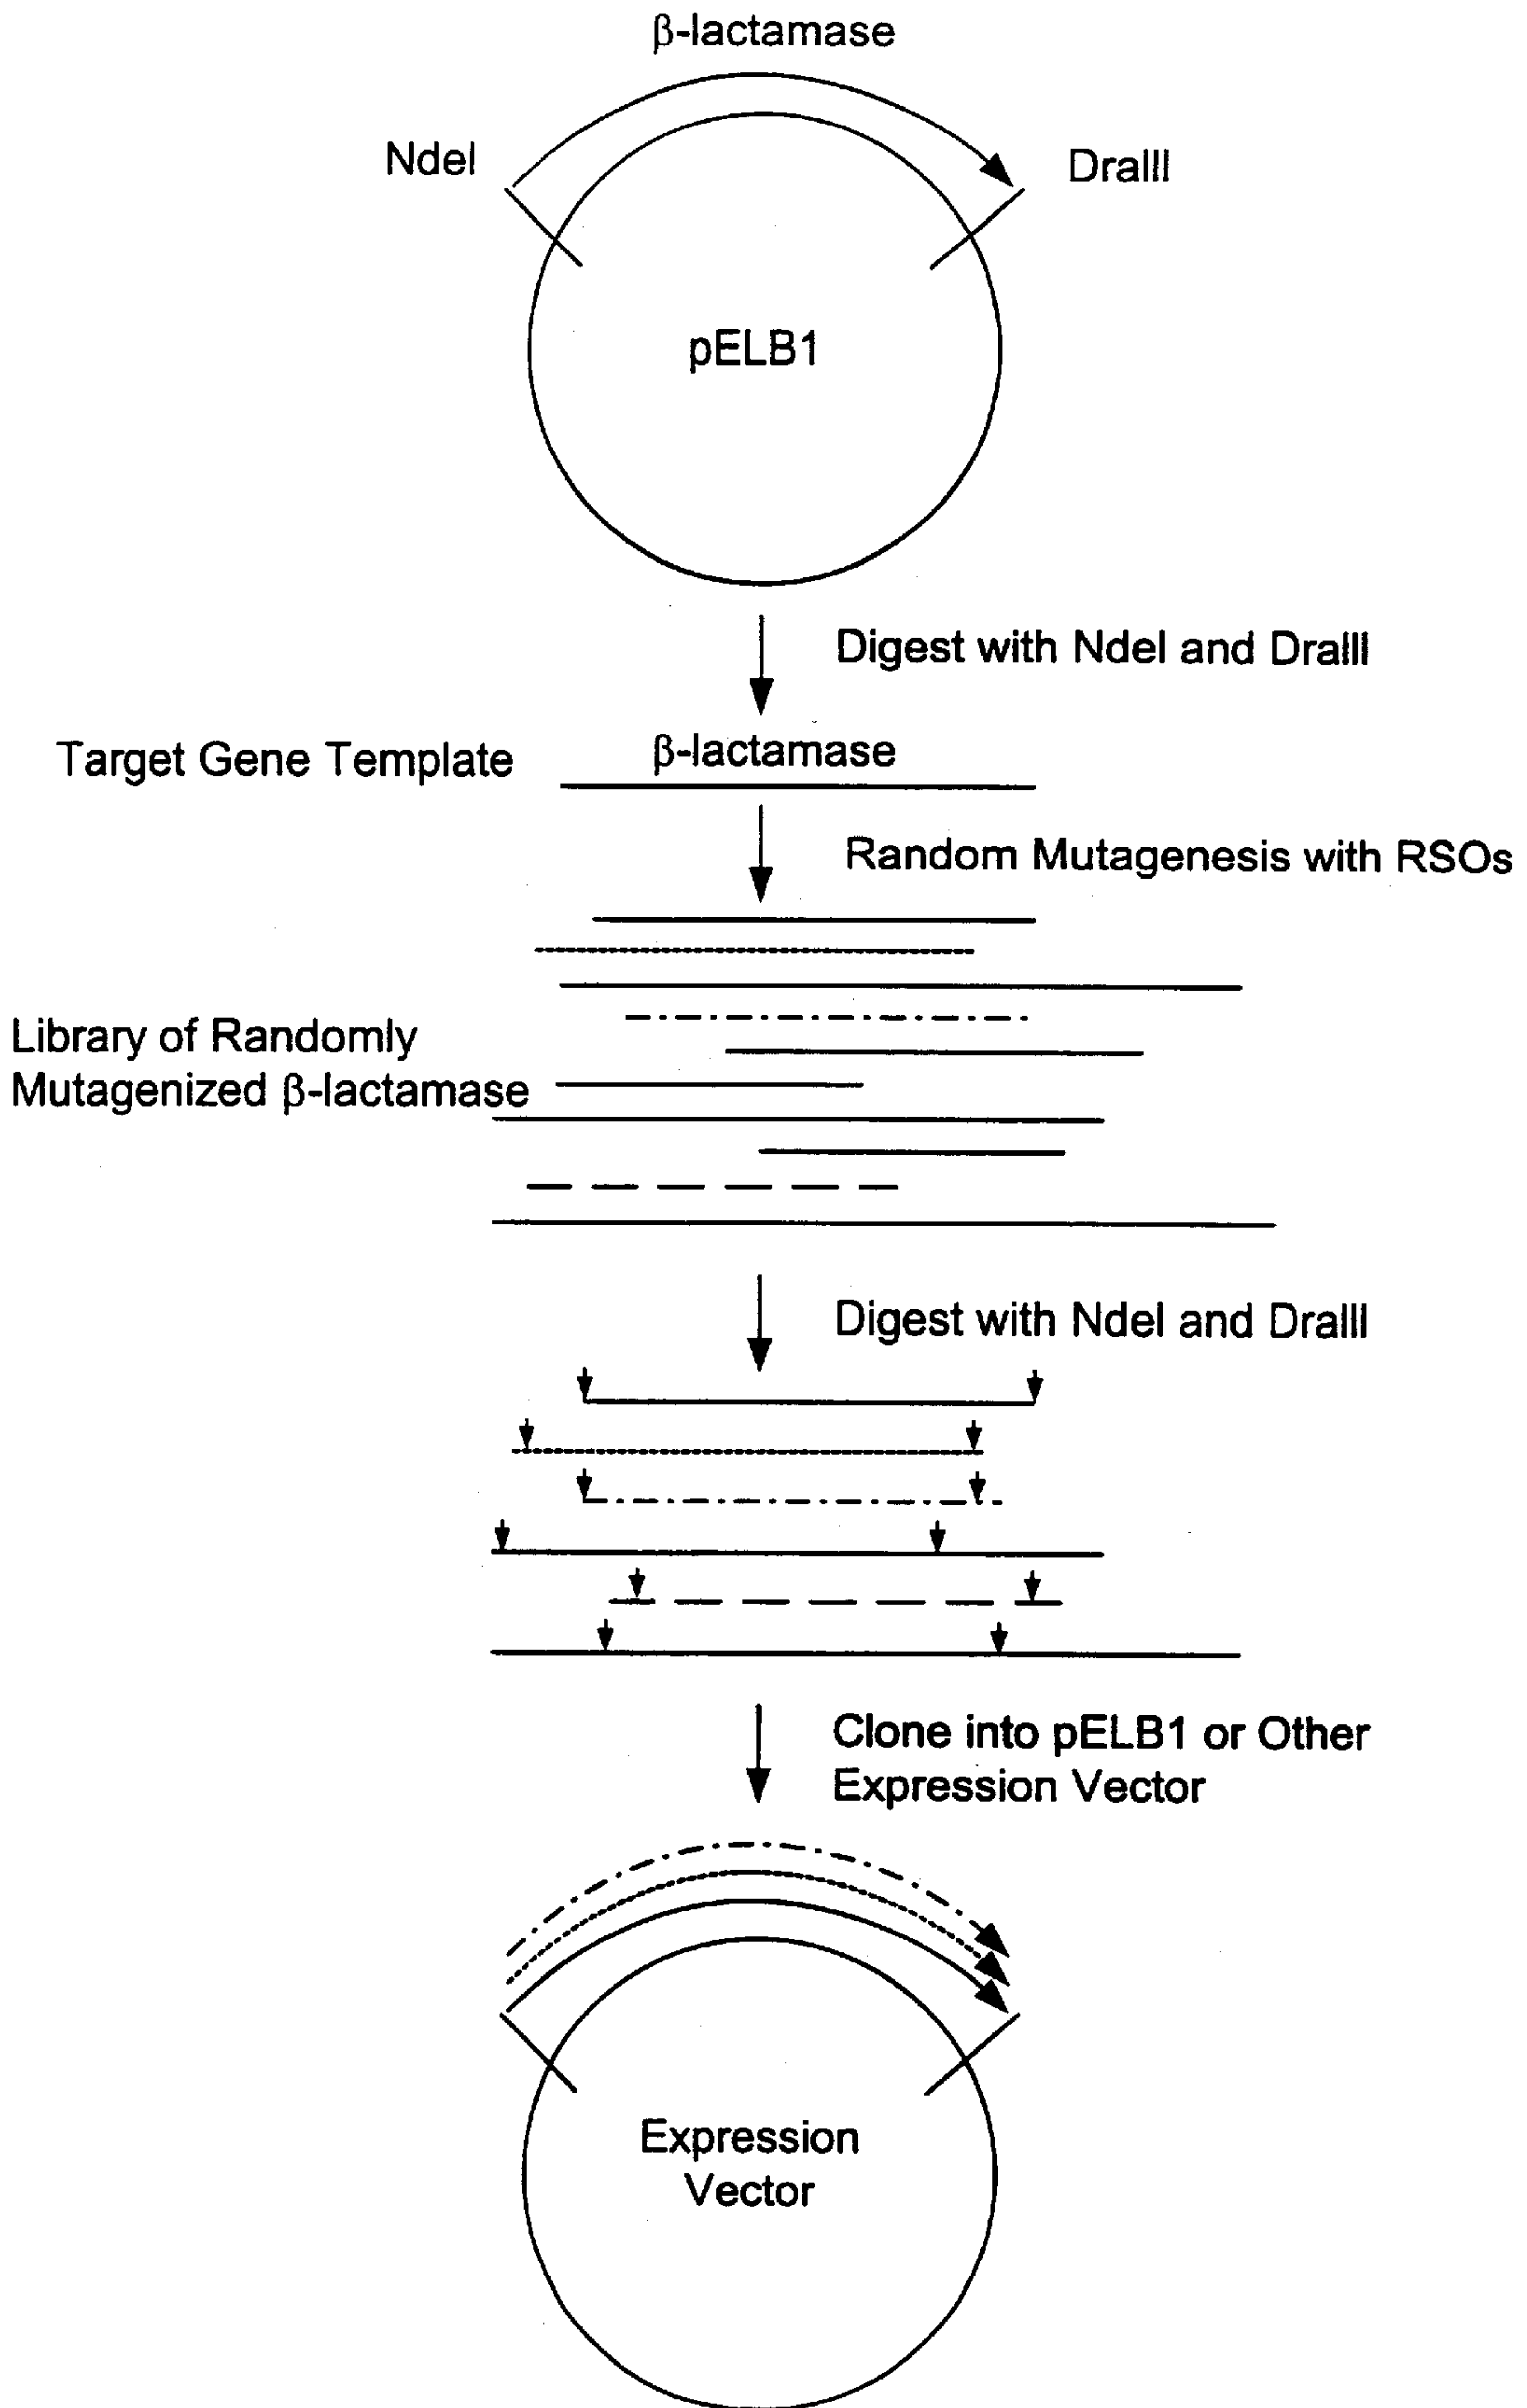 β-lactamase
NdeI
DraIII
pELB1
Digest with NdeI and DraIII
Target Gene Template
β-lactamase
Random Mutagenesis with RSOs
Library of Randomly
Mutagenized β-lactamase
Digest with NdeI and DraIII
Clone into pELB1 or Other
Expression Vector
Expression
Vector